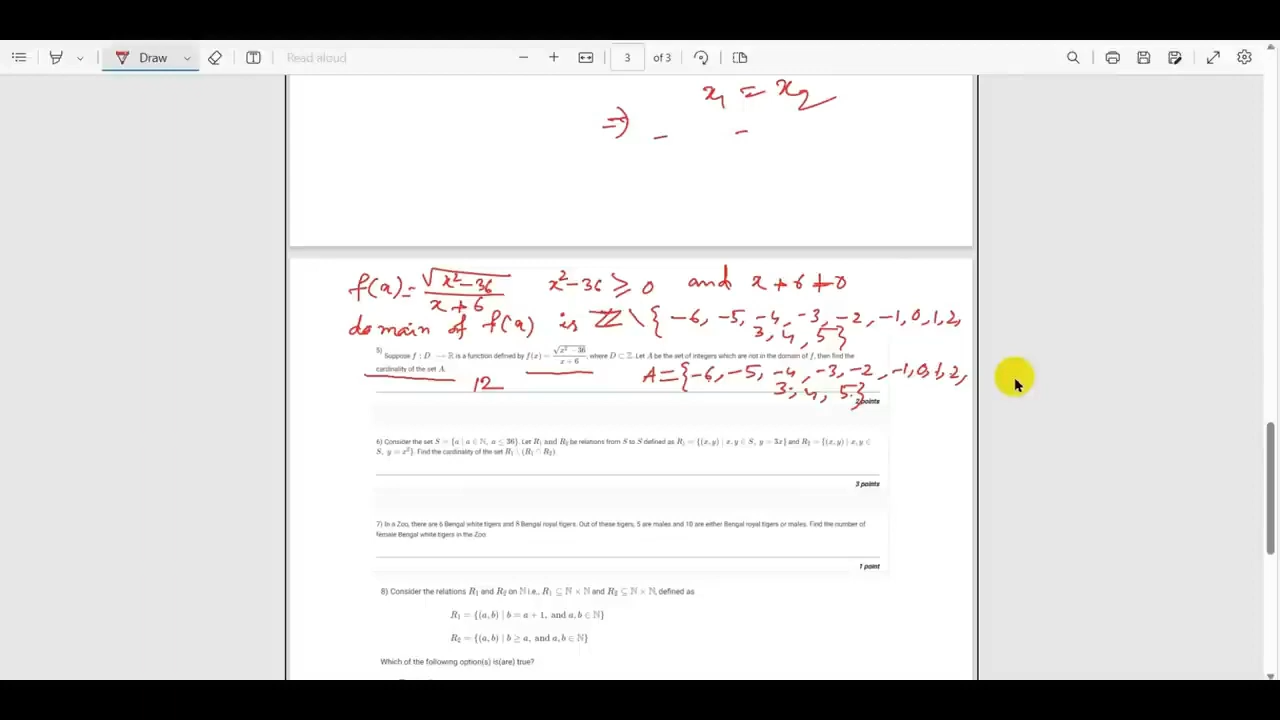 Draw
Read aloud
3 of 3
x₁ = x₂
⇒ – –
f(a) = √(x²-36) / (x+6) x²-36 ≥ 0 and x+6 ≠ 0
domain of f(a) is ℤ \ { -6, -5, -4, -3, -2, -1, 0, 1, 2,
3, 4, 5 }
5) Suppose f : D → ℝ is a function defined by f(x) = √(x² - 36) / (x + 6), where D ⊂ ℤ. Let A be the set of integers which are not in the domain of f, then find the
cardinality of the set A.
12
A = { -6, -5, -4, -3, -2, -1, 0, 1, 2,
3, 4, 5 }
2 points
6) Consider the set S = {a | a ∈ ℕ, a ≤ 36}. Let R₁ and R₂ be relations from S to S defined as R₁ = {(x, y) | x, y ∈ S, y = 3x} and R₂ = {(x, y) | x, y ∈
S, y = x²}. Find the cardinality of the set R₁ \ (R₁ ∩ R₂)
3 points
7) In a Zoo, there are 6 Bengal white tigers and 8 Bengal royal tigers. Out of these tigers, 5 are males and 10 are either Bengal royal tigers or males. Find the number of
female Bengal white tigers in the Zoo
1 point
8) Consider the relations R₁ and R₂ on ℕ i.e., R₁ ⊆ ℕ × ℕ and R₂ ⊆ ℕ × ℕ, defined as
R₁ = {(a, b) | b = a + 1, and a, b ∈ ℕ}
R₂ = {(a, b) | b ≥ a, and a, b ∈ ℕ}
Which of the following option(s) is(are) true?